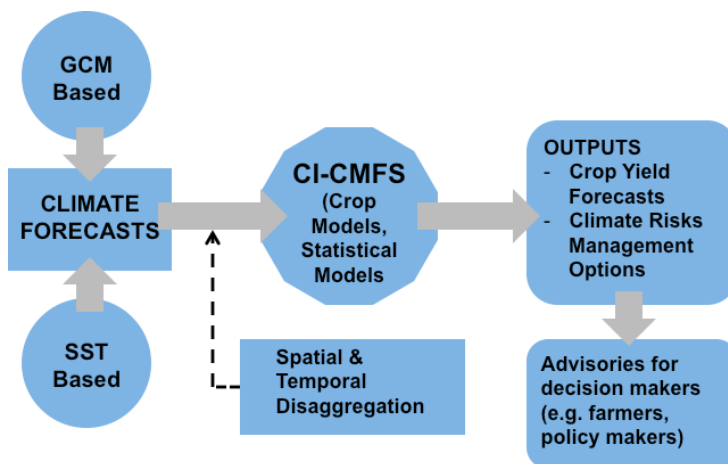 GCM
Based
CLIMATE
FORECASTS
SST
Based
CI-CMFS
(Crop
Models,
Statistical
Models
Spatial &
Temporal
Disaggregation
OUTPUTS
- Crop Yield
Forecasts
- Climate Risks
Management
Options
Advisories for
decision makers
(e.g. farmers,
policy makers)